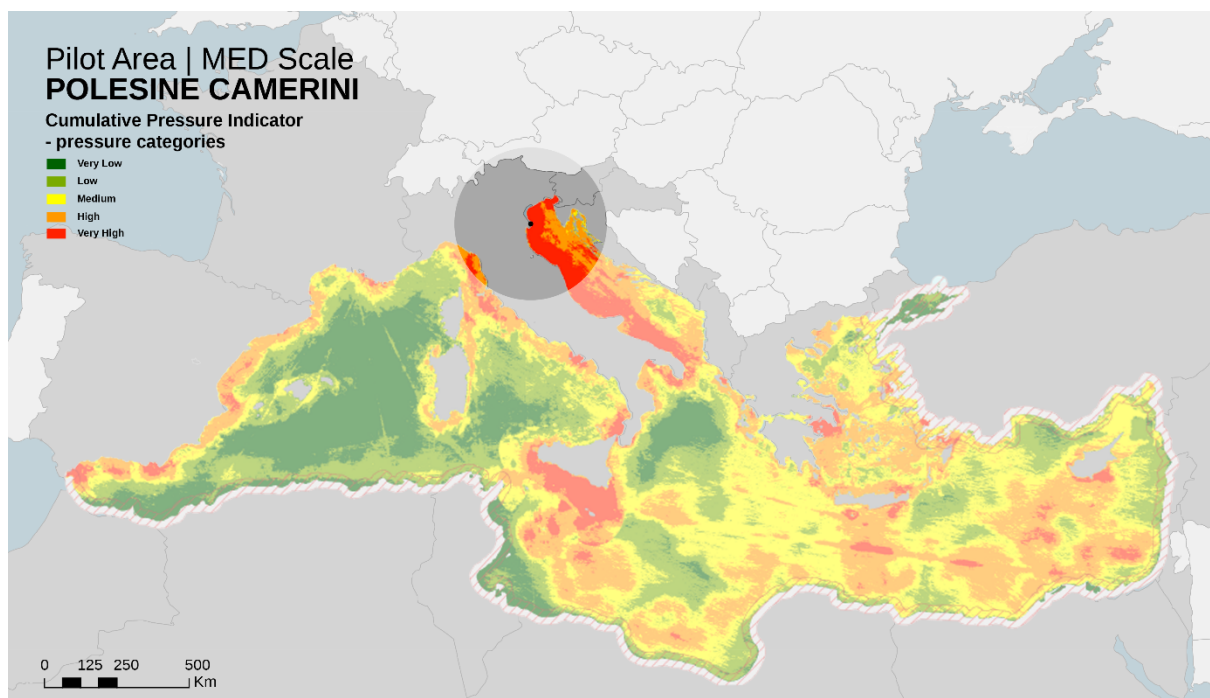 Pilot Area | MED Scale
POLESINE CAMERINI
Cumulative Pressure Indicator
- pressure categories
Very Low
Low
Medium
High
Very High
0 125 250 500
Km